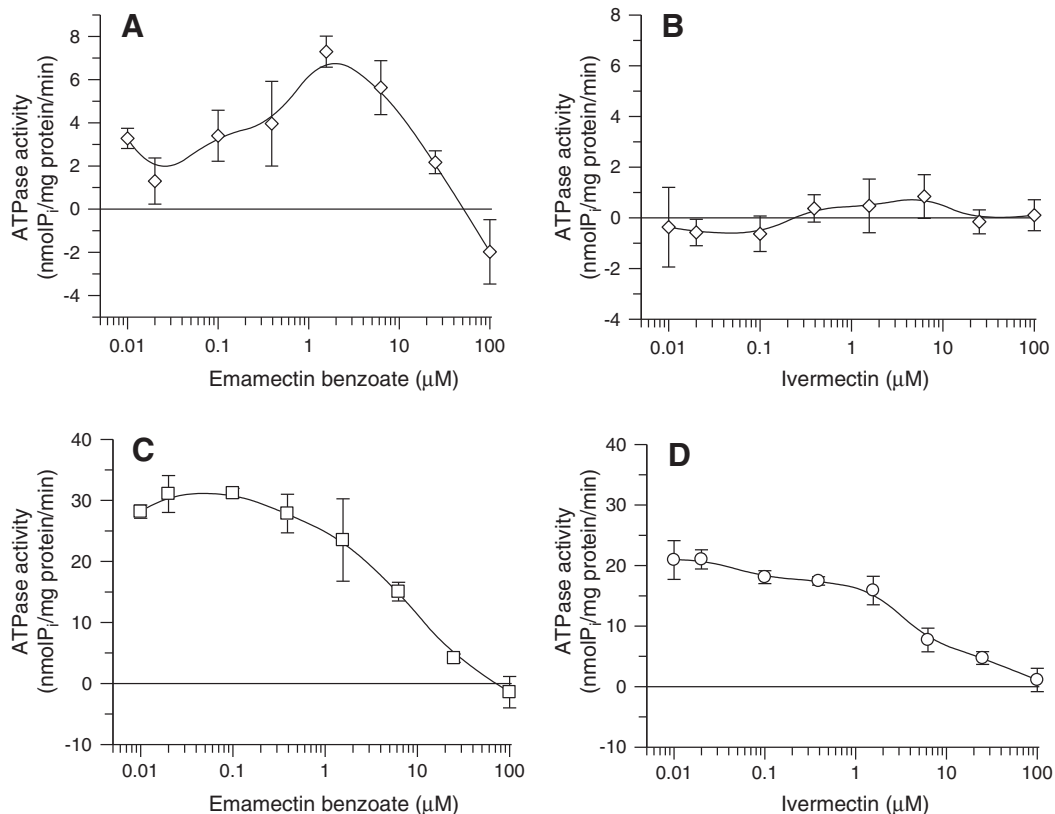 A
8
6
4
2
0
-2
-4
ATPase activity
(nmolPi/mg protein/min)
0.01 0.1 1 10 100
Emamectin benzoate (μM)
B
8
6
4
2
0
-2
-4
ATPase activity
(nmolPi/mg protein/min)
0.01 0.1 1 10 100
Ivermectin (μM)
C
40
30
20
10
0
-10
ATPase activity
(nmolPi/mg protein/min)
0.01 0.1 1 10 100
Emamectin benzoate (μM)
D
40
30
20
10
0
-10
ATPase activity
(nmolPi/mg protein/min)
0.01 0.1 1 10 100
Ivermectin (μM)